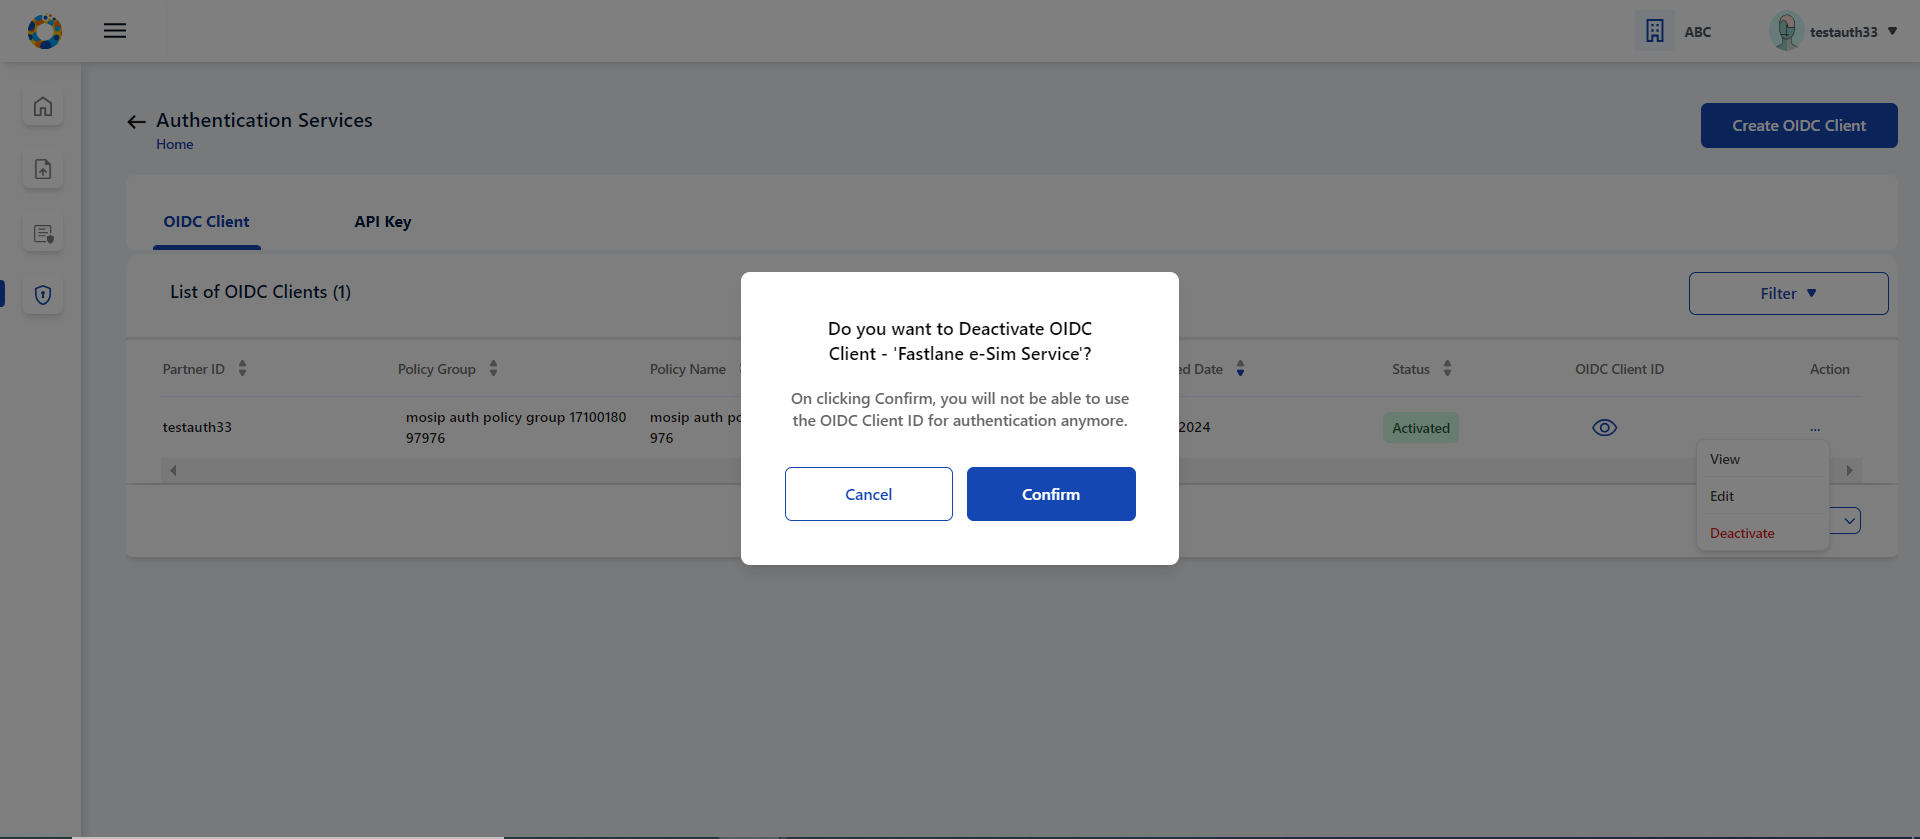 ABC
testauth33
Authentication Services
Home
Create OIDC Client
OIDC Client
API Key
List of OIDC Clients (1)
Filter
Do you want to Deactivate OIDC
Client - 'Fastlane e-Sim Service'?
On clicking Confirm, you will not be able to use
the OIDC Client ID for authentication anymore.
Cancel
Confirm
Partner ID
Policy Group
Policy Name
ed Date
Status
OIDC Client ID
Action
testauth33
mosip auth policy group 17100180
97976
mosip auth po
976
2024
Activated
...
View
Edit
Deactivate